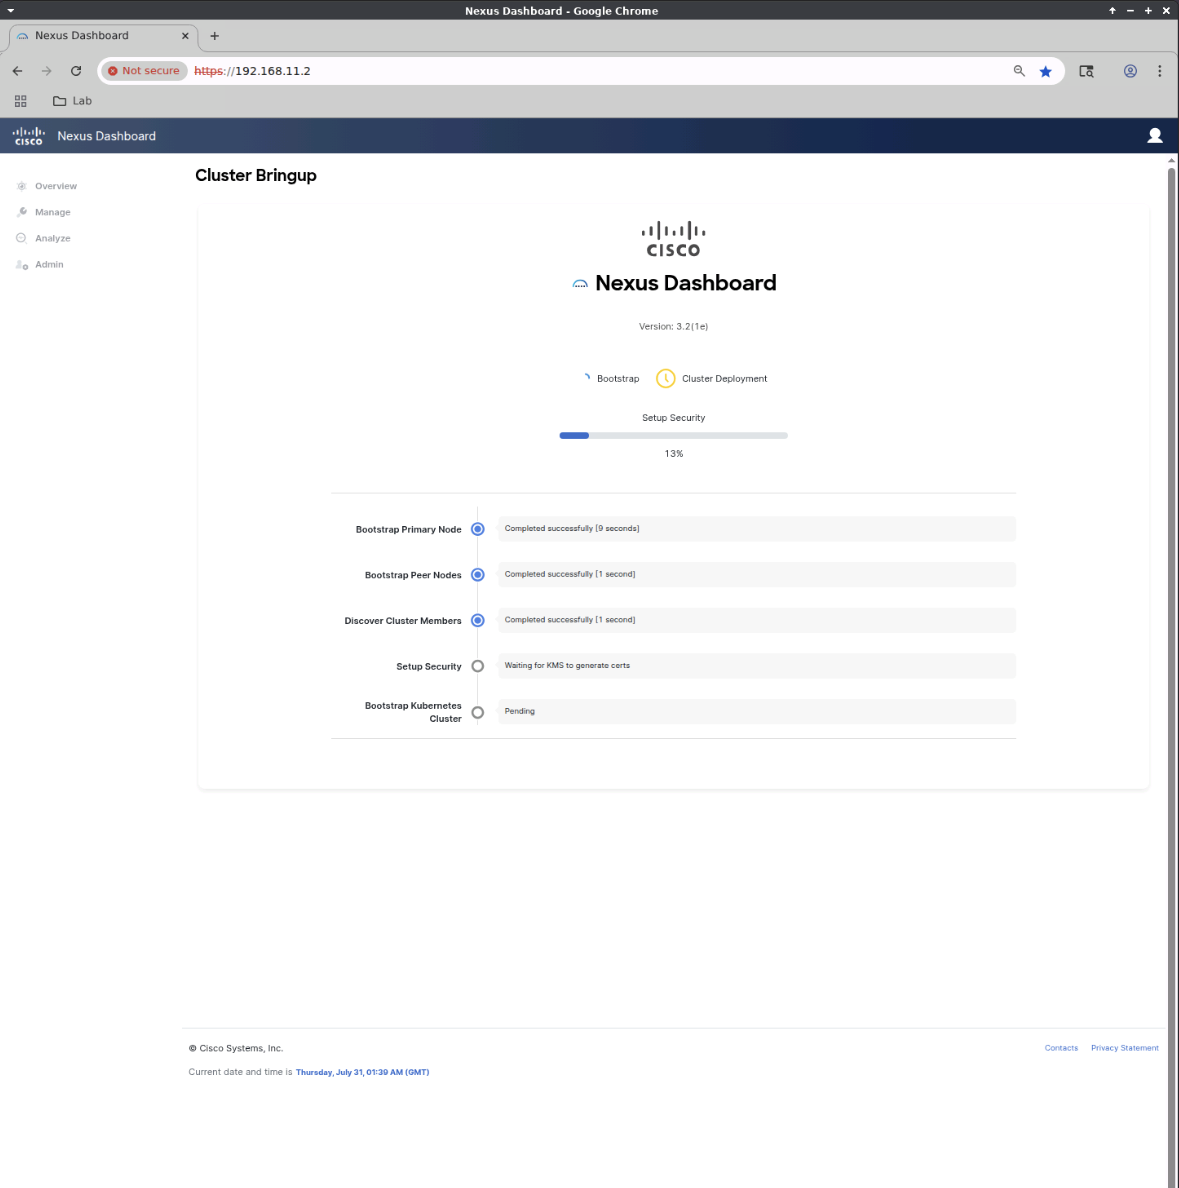 Nexus Dashboard - Google Chrome
Nexus Dashboard
Not secure https://192.168.11.2
Lab
CISCO Nexus Dashboard
Overview
Manage
Analyze
Admin
Cluster Bringup
CISCO
Nexus Dashboard
Version: 3.2(1e)
Bootstrap Cluster Deployment
Setup Security
13%
Bootstrap Primary Node Completed successfully [9 seconds]
Bootstrap Peer Nodes Completed successfully [1 second]
Discover Cluster Members Completed successfully [1 second]
Setup Security Waiting for KMS to generate certs
Bootstrap Kubernetes
Cluster
Pending
© Cisco Systems, Inc. Contacts Privacy Statement
Current date and time is Thursday, July 31, 01:39 AM (GMT)